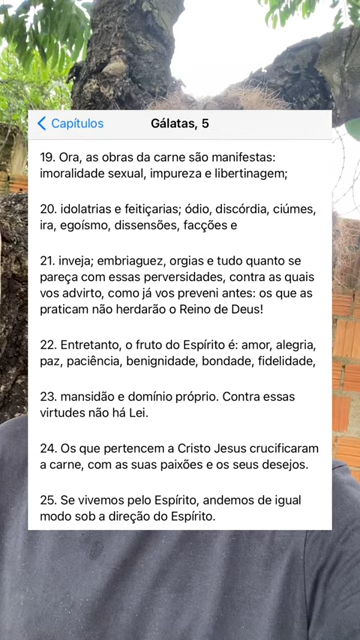 Capítulos
Gálatas, 5
19. Ora, as obras da carne são manifestas:
imoralidade sexual, impureza e libertinagem;
20. idolatrias e feitiçarias; ódio, discórdia, ciúmes,
ira, egoísmo, dissensões, facções e
21. inveja; embriaguez, orgias e tudo quanto se
pareça com essas perversidades, contra as quais
vos advirto, como já vos preveni antes: os que as
praticam não herdarão o Reino de Deus!
22. Entretanto, o fruto do Espírito é: amor, alegria,
paz, paciência, benignidade, bondade, fidelidade,
23. mansidão e domínio próprio. Contra essas
virtudes não há Lei.
24. Os que pertencem a Cristo Jesus crucificaram
a carne, com as suas paixões e os seus desejos.
25. Se vivemos pelo Espírito, andemos de igual
modo sob a direção do Espírito.